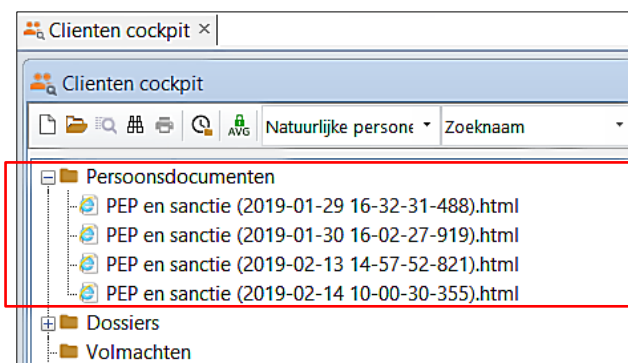 Clienten cockpit ×
Clienten cockpit
AVG Natuurlijke persone Zoeknaam
Persoonsdocumenten
PEP en sanctie (2019-01-29 16-32-31-488).html
PEP en sanctie (2019-01-30 16-02-27-919).html
PEP en sanctie (2019-02-13 14-57-52-821).html
PEP en sanctie (2019-02-14 10-00-30-355).html
Dossiers
Volmachten